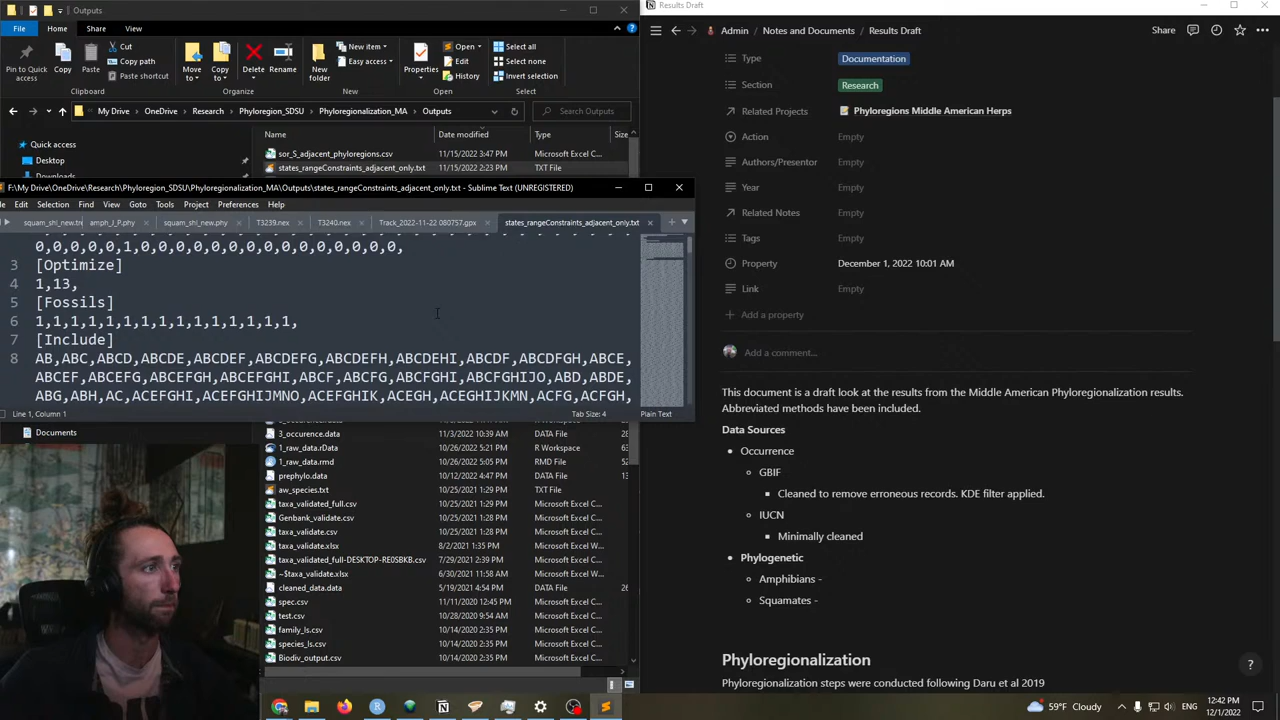 Outputs
Results Draft
File
Home
Share
View
Pin to Quick access
Copy
Paste
Cut
Copy path
Paste shortcut
Move to
Copy to
Delete
Rename
New folder
New item
Easy access
Properties
Open
Edit
History
Select all
Select none
Invert selection
Clipboard
Organize
New
Open
Select
My Drive > OneDrive > Research > Phyloregion_SDSU > Phyloregionalization_MA > Outputs
Search Outputs
Name
Date modified
Type
Size
Quick access
Desktop
sor_S_adjacent_phyloregions.csv 11/15/2022 3:47 PM Microsoft Excel C...
states_rangeConstraints_adjacent_only.txt 11/15/2022 2:23 PM TXT File
F:\My Drive\OneDrive\Research\Phyloregion_SDSU\Phyloregionalization_MA\Outputs\states_rangeConstraints_adjacent_only.txt - Sublime Text (UNREGISTERED)
Edit Selection Find View Goto Tools Project Preferences Help
squam_shl_new.tre
amph_J_P.phy
squam_shl_new.phy
T3239.nex
T3240.nex
Track_2022-11-22 080757.gpx
states_rangeConstraints_adjacent_only.txt
0,0,0,0,0,1,0,0,0,0,0,0,0,0,0,0,0,0,0,0,0,
3 [Optimize]
4 1,13,
5 [Fossils]
6 1,1,1,1,1,1,1,1,1,1,1,1,1,1,1,
7 [Include]
8 AB,ABC,ABCD,ABCDE,ABCDEF,ABCDEFG,ABCDEFH,ABCDEHI,ABCDF,ABCDFGH,ABCE,
ABCEF,ABCEFG,ABCEFGH,ABCEFGHI,ABCF,ABCFG,ABCFGHI,ABCFGHIJO,ABD,ABDE,
ABG,ABH,AC,ACEFGHI,ACEFGHIJMNO,ACEFGHIK,ACEGH,ACEGHIJKMN,ACFG,ACFGH,
Line 1, Column 1
Tab Size: 4
Plain Text
Documents
3_occurence.data 11/3/2022 10:39 AM DATA File 28
1_raw_data.rData 10/26/2022 5:21 PM R Workspace 63
1_raw_data.rmd 10/26/2022 5:05 PM RMD File
prephylo.data 10/12/2022 4:47 PM DATA File
aw_species.txt 10/25/2021 1:29 PM TXT File
taxa_validated_full.csv 10/25/2021 1:29 PM Microsoft Excel C...
Genbank_validate.csv 10/25/2021 1:28 PM Microsoft Excel C...
taxa_validated.csv 10/25/2021 1:28 PM Microsoft Excel C...
taxa_validate.xlsx 8/2/2021 1:35 PM Microsoft Excel W...
taxa_validated_full-DESKTOP-RE0SBKB.csv 7/29/2021 2:39 PM Microsoft Excel C...
~$taxa_validate.xlsx 6/30/2021 11:58 AM Microsoft Excel W...
cleaned_data.data 5/19/2021 4:54 PM DATA File 26
spec.csv 11/11/2020 12:45 PM Microsoft Excel C...
test.csv 10/28/2020 9:54 AM Microsoft Excel C...
family_ls.csv 10/14/2020 2:35 PM Microsoft Excel C...
species_ls.csv 10/14/2020 2:35 PM Microsoft Excel C...
Biodiv_output.csv 10/14/2020 2:35 PM Microsoft Excel C...
Admin / Notes and Documents / Results Draft
Share
Type Documentation
Section Research
Related Projects Phyloregions Middle American Herps
Action Empty
Authors/Presentor Empty
Year Empty
Related Notes Empty
Tags Empty
Property December 1, 2022 10:01 AM
Link Empty
Add a property
Add a comment...
This document is a draft look at the results from the Middle American Phyloregionalization results.
Abbreviated methods have been included.
Data Sources
• Occurrence
GBIF
Cleaned to remove erroneous records. KDE filter applied.
IUCN
Minimally cleaned
• Phylogenetic
Amphibians -
Squamates -
Phyloregionalization
Phyloregionalization steps were conducted following Daru et al 2019
?
59°F Cloudy
12:42 PM
12/1/2022